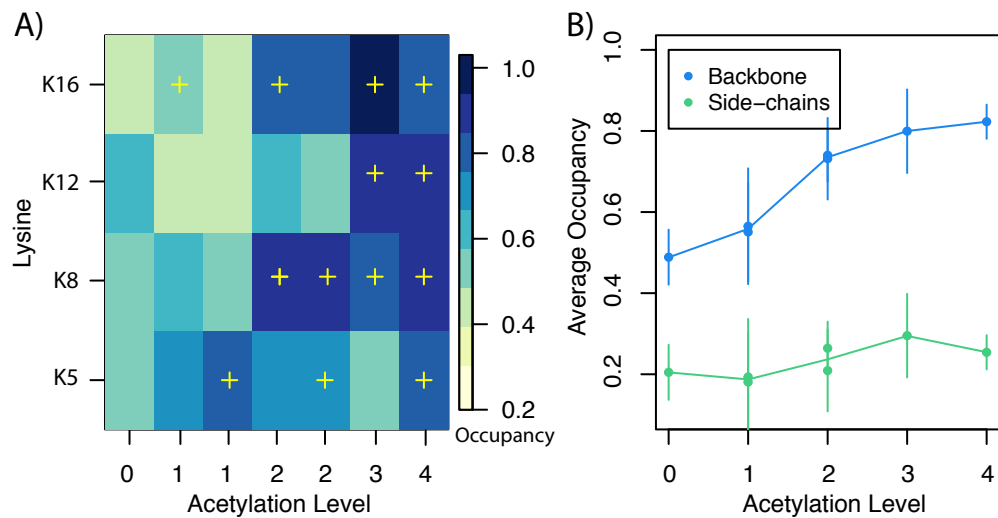 A)
K16
K12
K8
K5
Lysine
0 1 1 2 2 3 4
Acetylation Level
1.0
0.8
0.6
0.4
0.2
Occupancy
B)
Backbone
Side-chains
1.0
0.8
0.6
0.4
0.2
Average Occupancy
0 1 2 3 4
Acetylation Level